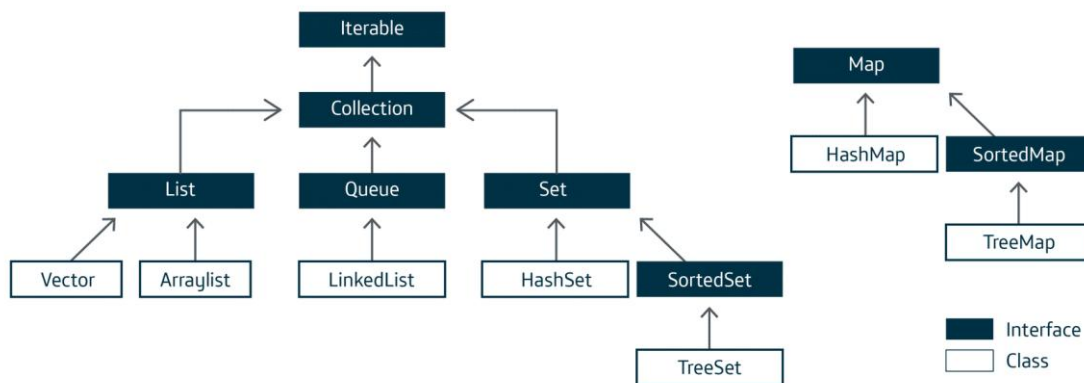 Iterable
Map
Collection
HashMap
SortedMap
List
Queue
Set
TreeMap
Vector
Arraylist
LinkedList
HashSet
SortedSet
Interface
Class
TreeSet